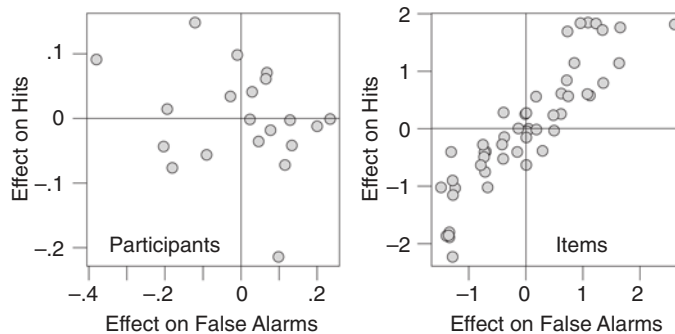 Effect on Hits
.1
0
−.1
−.2
Participants
−.4
−.2
0
.2
Effect on False Alarms
Effect on Hits
2
1
0
−1
−2
Items
−1
0
1
2
Effect on False Alarms